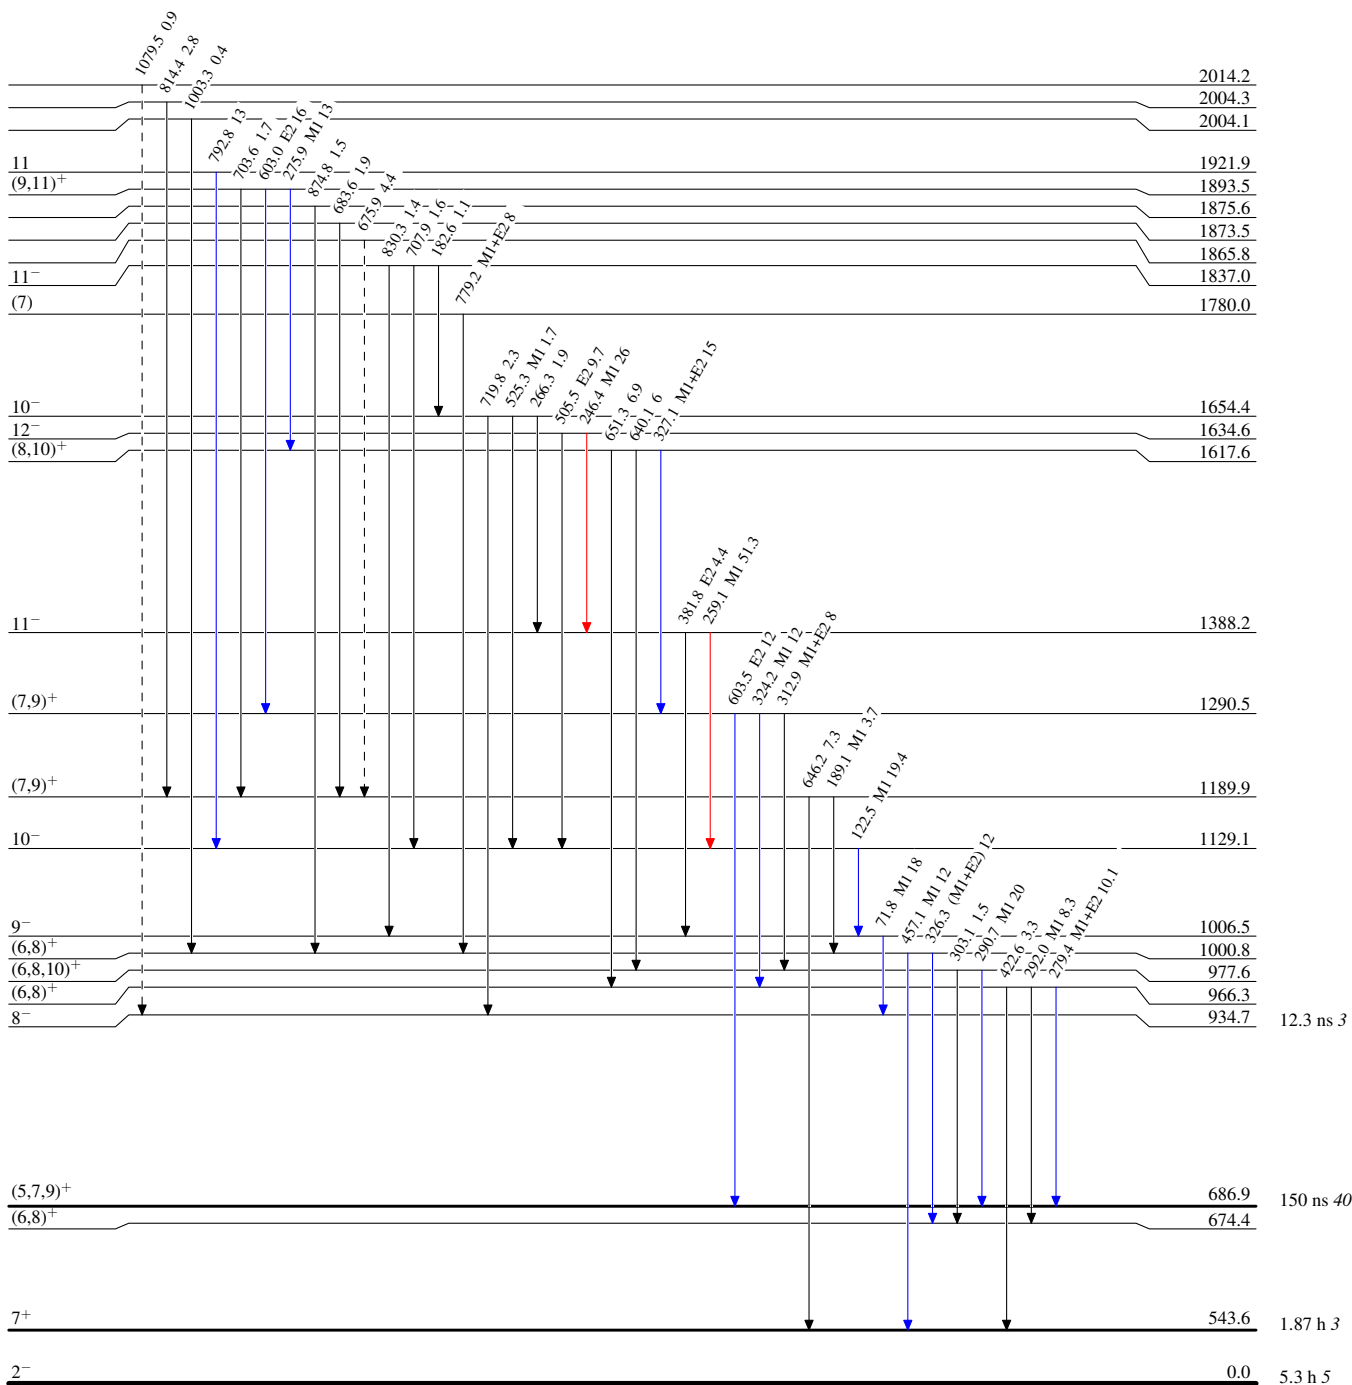 1079.5 0.9
814.4 2.8
1003.3 0.4
792.8 13
703.6 1.7
603.0 E2 16
275.9 M1 13
874.8 1.5
683.6 1.9
675.9 4.4
830.3 1.4
707.9 1.6
182.6 1.1
779.2 M1+E2 8
719.8 2.3
525.3 M1 1.7
266.3 1.9
505.5 E2 9.7
246.4 M1 26
651.3 6.9
640.1 6
327.1 M1+E2 15
381.8 E2 4.4
259.1 M1 51.3
603.5 E2 12
324.2 M1 12
312.9 M1+E2 8
646.2 7.3
189.1 M1 3.7
122.5 M1 19.4
71.8 M1 18
457.1 M1 12
326.3 (M1+E2) 12
303.1 1.5
290.7 M1 20
422.6 3.3
292.0 M1 8.3
279.4 M1+E2 10.1
2014.2
2004.3
2004.1
11 1921.9
(9,11)⁺ 1893.5
1875.6
1873.5
1865.8
11⁻ 1837.0
(7) 1780.0
10⁻ 1654.4
12⁻ 1634.6
(8,10)⁺ 1617.6
11⁻ 1388.2
(7,9)⁺ 1290.5
(7,9)⁺ 1189.9
10⁻ 1129.1
9⁻ 1006.5
(6,8)⁺ 1000.8
(6,8,10)⁺ 977.6
(6,8)⁺ 966.3
8⁻ 934.7 12.3 ns 3
(5,7,9)⁺ 686.9 150 ns 40
(6,8)⁺ 674.4
7⁺ 543.6 1.87 h 3
2⁻ 0.0 5.3 h 5